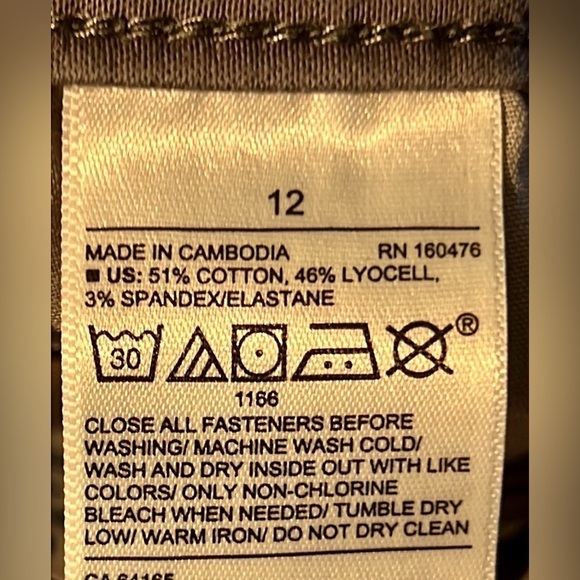 12
MADE IN CAMBODIA RN 160476
US: 51% COTTON, 46% LYOCELL,
3% SPANDEX/ELASTANE
30 ®
1166
CLOSE ALL FASTENERS BEFORE
WASHING/ MACHINE WASH COLD/
WASH AND DRY INSIDE OUT WITH LIKE
COLORS/ ONLY NON-CHLORINE
BLEACH WHEN NEEDED/ TUMBLE DRY
LOW/ WARM IRON/ DO NOT DRY CLEAN